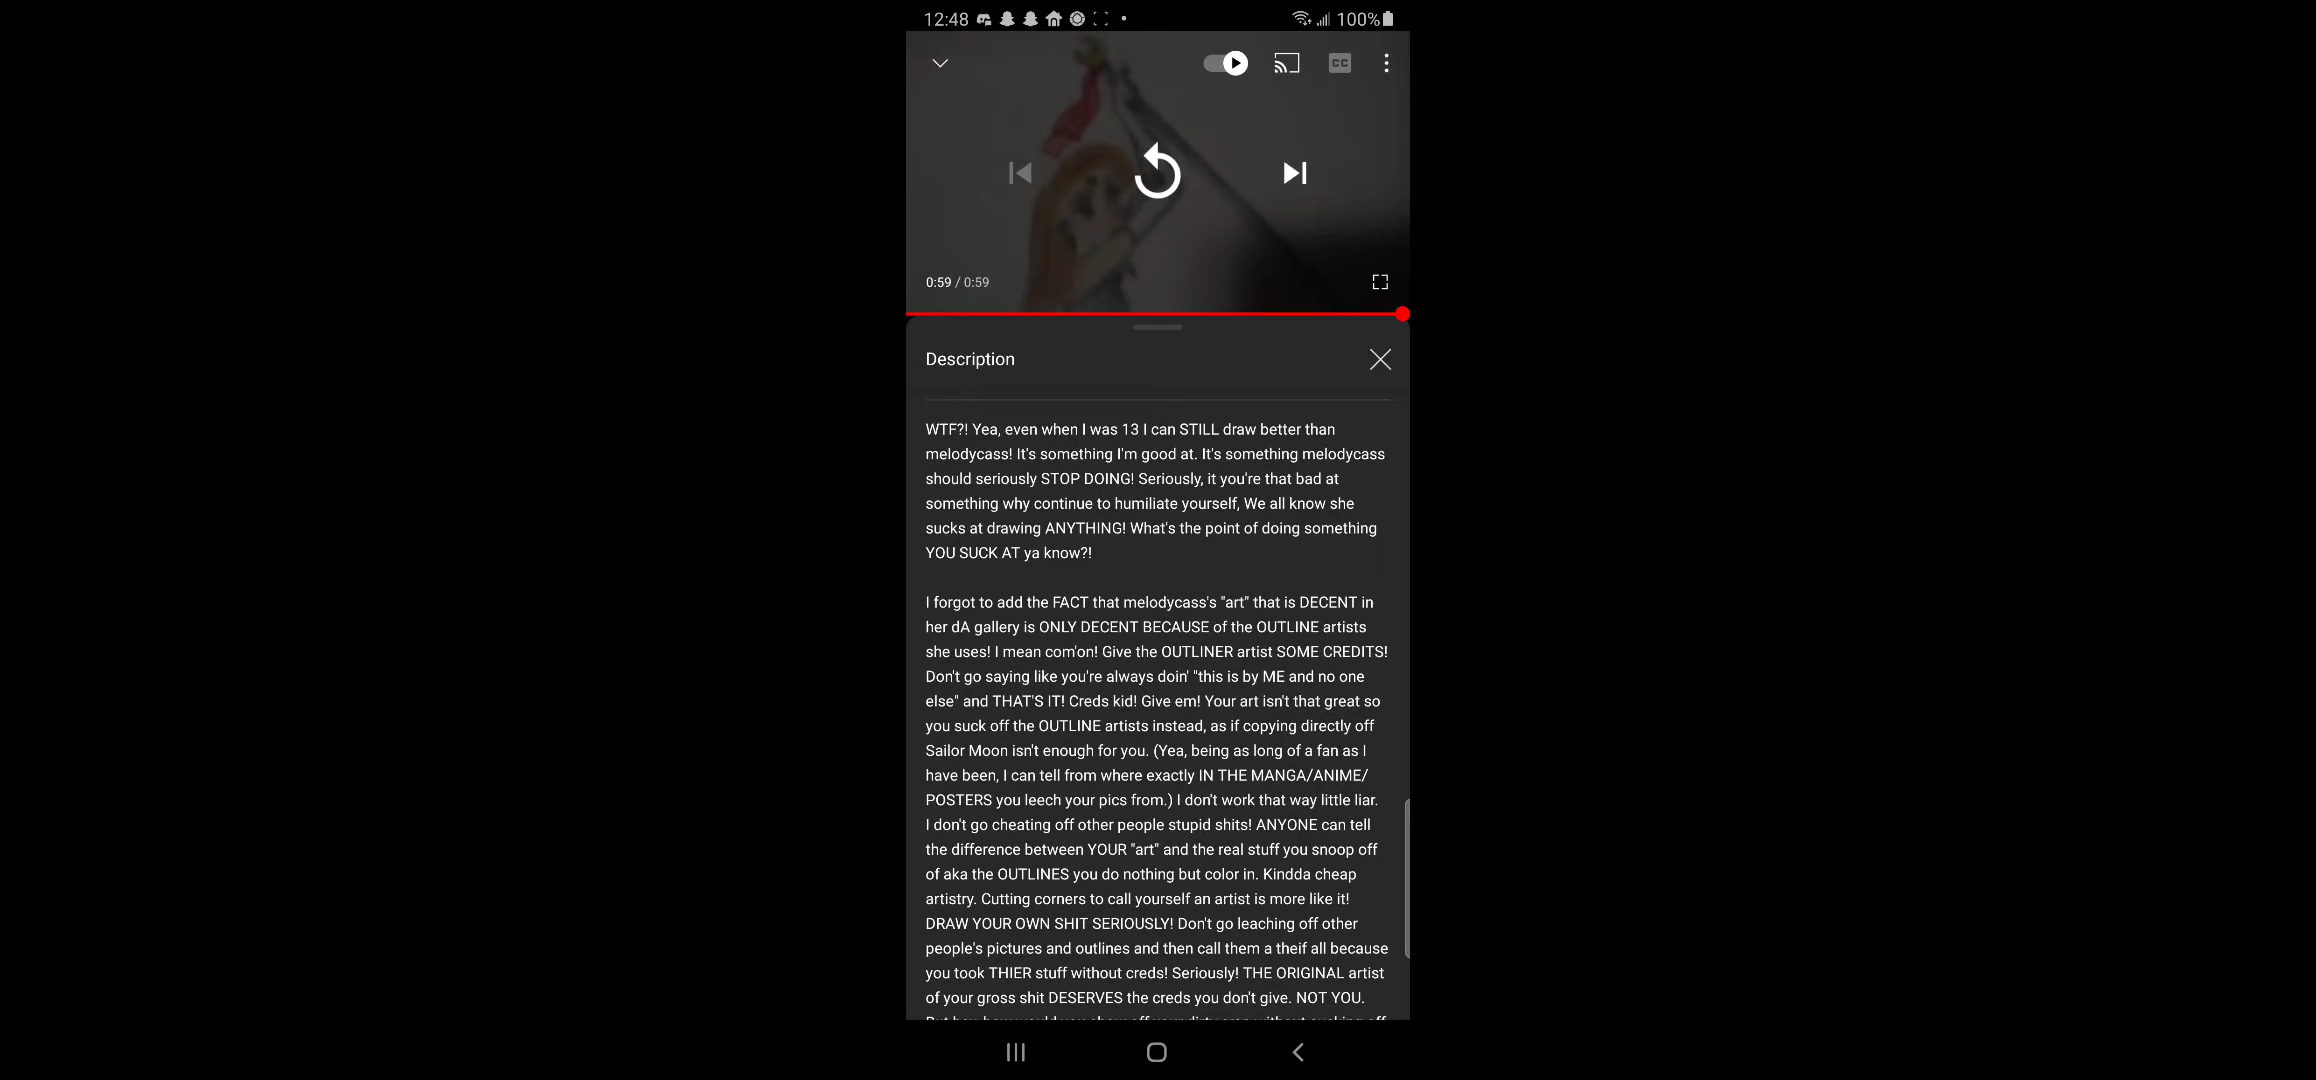 12:48
100%
CC
0:59 / 0:59
Description
WTF?! Yea, even when I was 13 I can STILL draw better than
melodycass! It's something I'm good at. It's something melodycass
should seriously STOP DOING! Seriously, it you're that bad at
something why continue to humiliate yourself, We all know she
sucks at drawing ANYTHING! What's the point of doing something
YOU SUCK AT ya know?!
I forgot to add the FACT that melodycass's "art" that is DECENT in
her dA gallery is ONLY DECENT BECAUSE of the OUTLINE artists
she uses! I mean com'on! Give the OUTLINER artist SOME CREDITS!
Don't go saying like you're always doin' "this is by ME and no one
else" and THAT'S IT! Creds kid! Give em! Your art isn't that great so
you suck off the OUTLINE artists instead, as if copying directly off
Sailor Moon isn't enough for you. (Yea, being as long of a fan as I
have been, I can tell from where exactly IN THE MANGA/ANIME/
POSTERS you leech your pics from.) I don't work that way little liar.
I don't go cheating off other people stupid shits! ANYONE can tell
the difference between YOUR "art" and the real stuff you snoop off
of aka the OUTLINES you do nothing but color in. Kindda cheap
artistry. Cutting corners to call yourself an artist is more like it!
DRAW YOUR OWN SHIT SERIOUSLY! Don't go leaching off other
people's pictures and outlines and then call them a theif all because
you took THIER stuff without creds! Seriously! THE ORIGINAL artist
of your gross shit DESERVES the creds you don't give. NOT YOU.